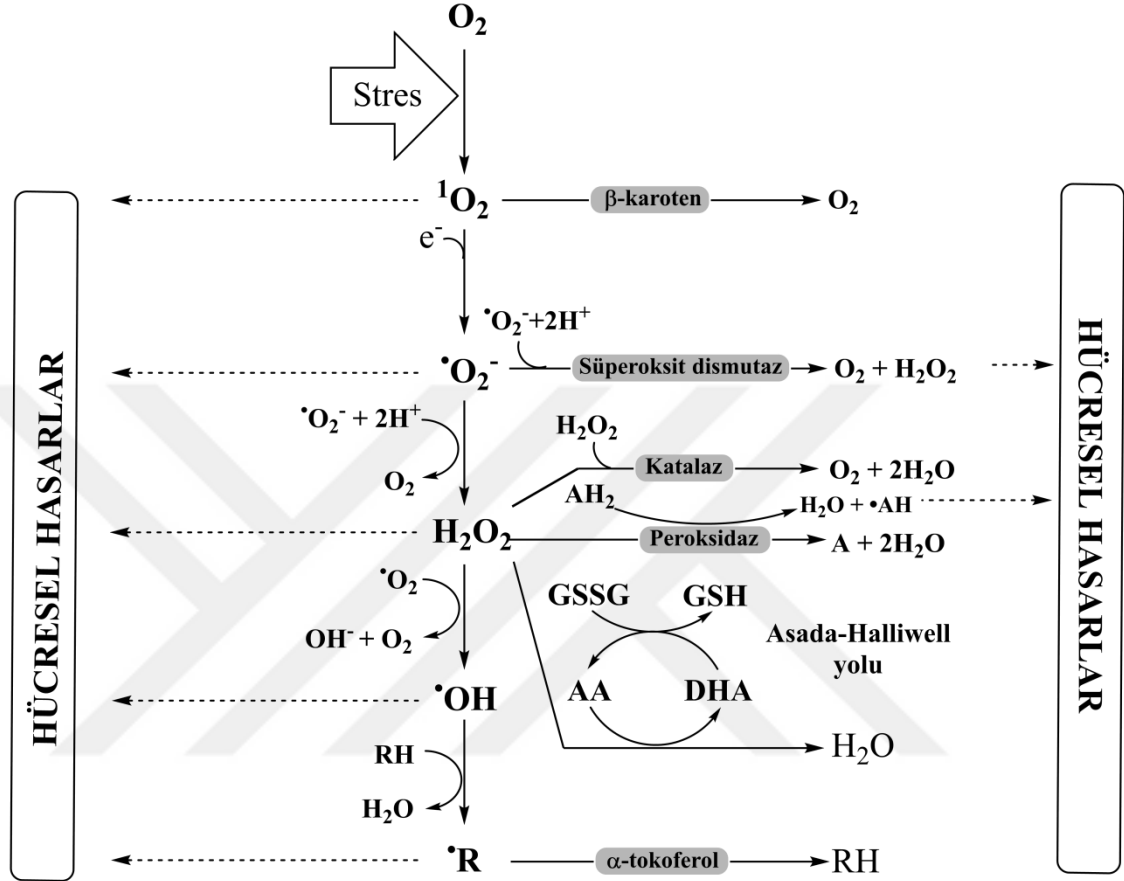 O₂
Stres
¹O₂
β-karoten
O₂
e⁻
•O₂⁻+2H⁺
•O₂⁻
Süperoksit dismutaz
O₂ + H₂O₂
•O₂⁻ + 2H⁺
O₂
H₂O₂
Katalaz
O₂ + 2H₂O
AH₂
H₂O + •AH
H₂O₂
Peroksidaz
A + 2H₂O
•O₂
OH⁻ + O₂
GSSG
GSH
Asada-Halliwell
yolu
AA
DHA
•OH
H₂O
RH
H₂O
•R
α-tokoferol
RH
HÜCRESEL HASARLAR
HÜCRESEL HASARLAR